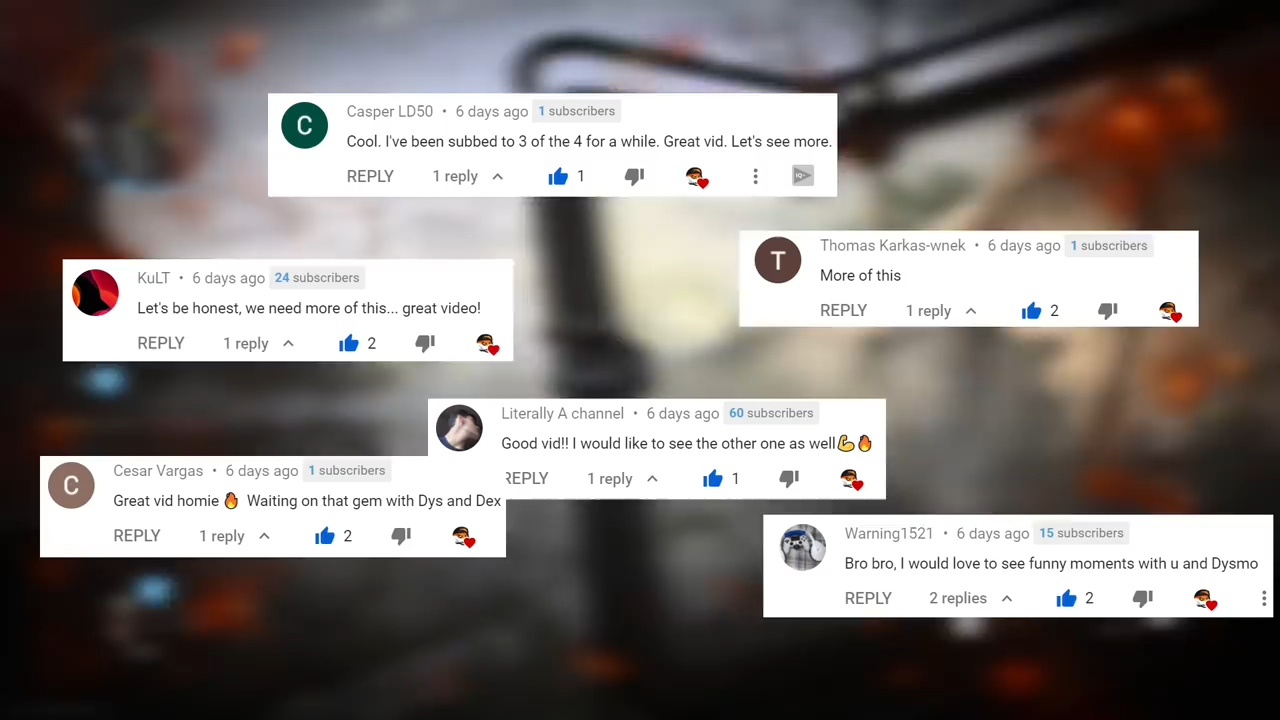 C
Casper LD50 • 6 days ago 1 subscribers
Cool. I've been subbed to 3 of the 4 for a while. Great vid. Let's see more.
REPLY 1 reply 1
T
Thomas Karkas-wnek • 6 days ago 1 subscribers
More of this
REPLY 1 reply 2
KuLT • 6 days ago 24 subscribers
Let's be honest, we need more of this... great video!
REPLY 1 reply 2
Literally A channel • 6 days ago 60 subscribers
Good vid!! I would like to see the other one as well💪🔥
REPLY 1 reply 1
C
Cesar Vargas • 6 days ago 1 subscribers
Great vid homie 🔥 Waiting on that gem with Dys and Dex
REPLY 1 reply 2
Warning1521 • 6 days ago 15 subscribers
Bro bro, I would love to see funny moments with u and Dysmo
REPLY 2 replies 2